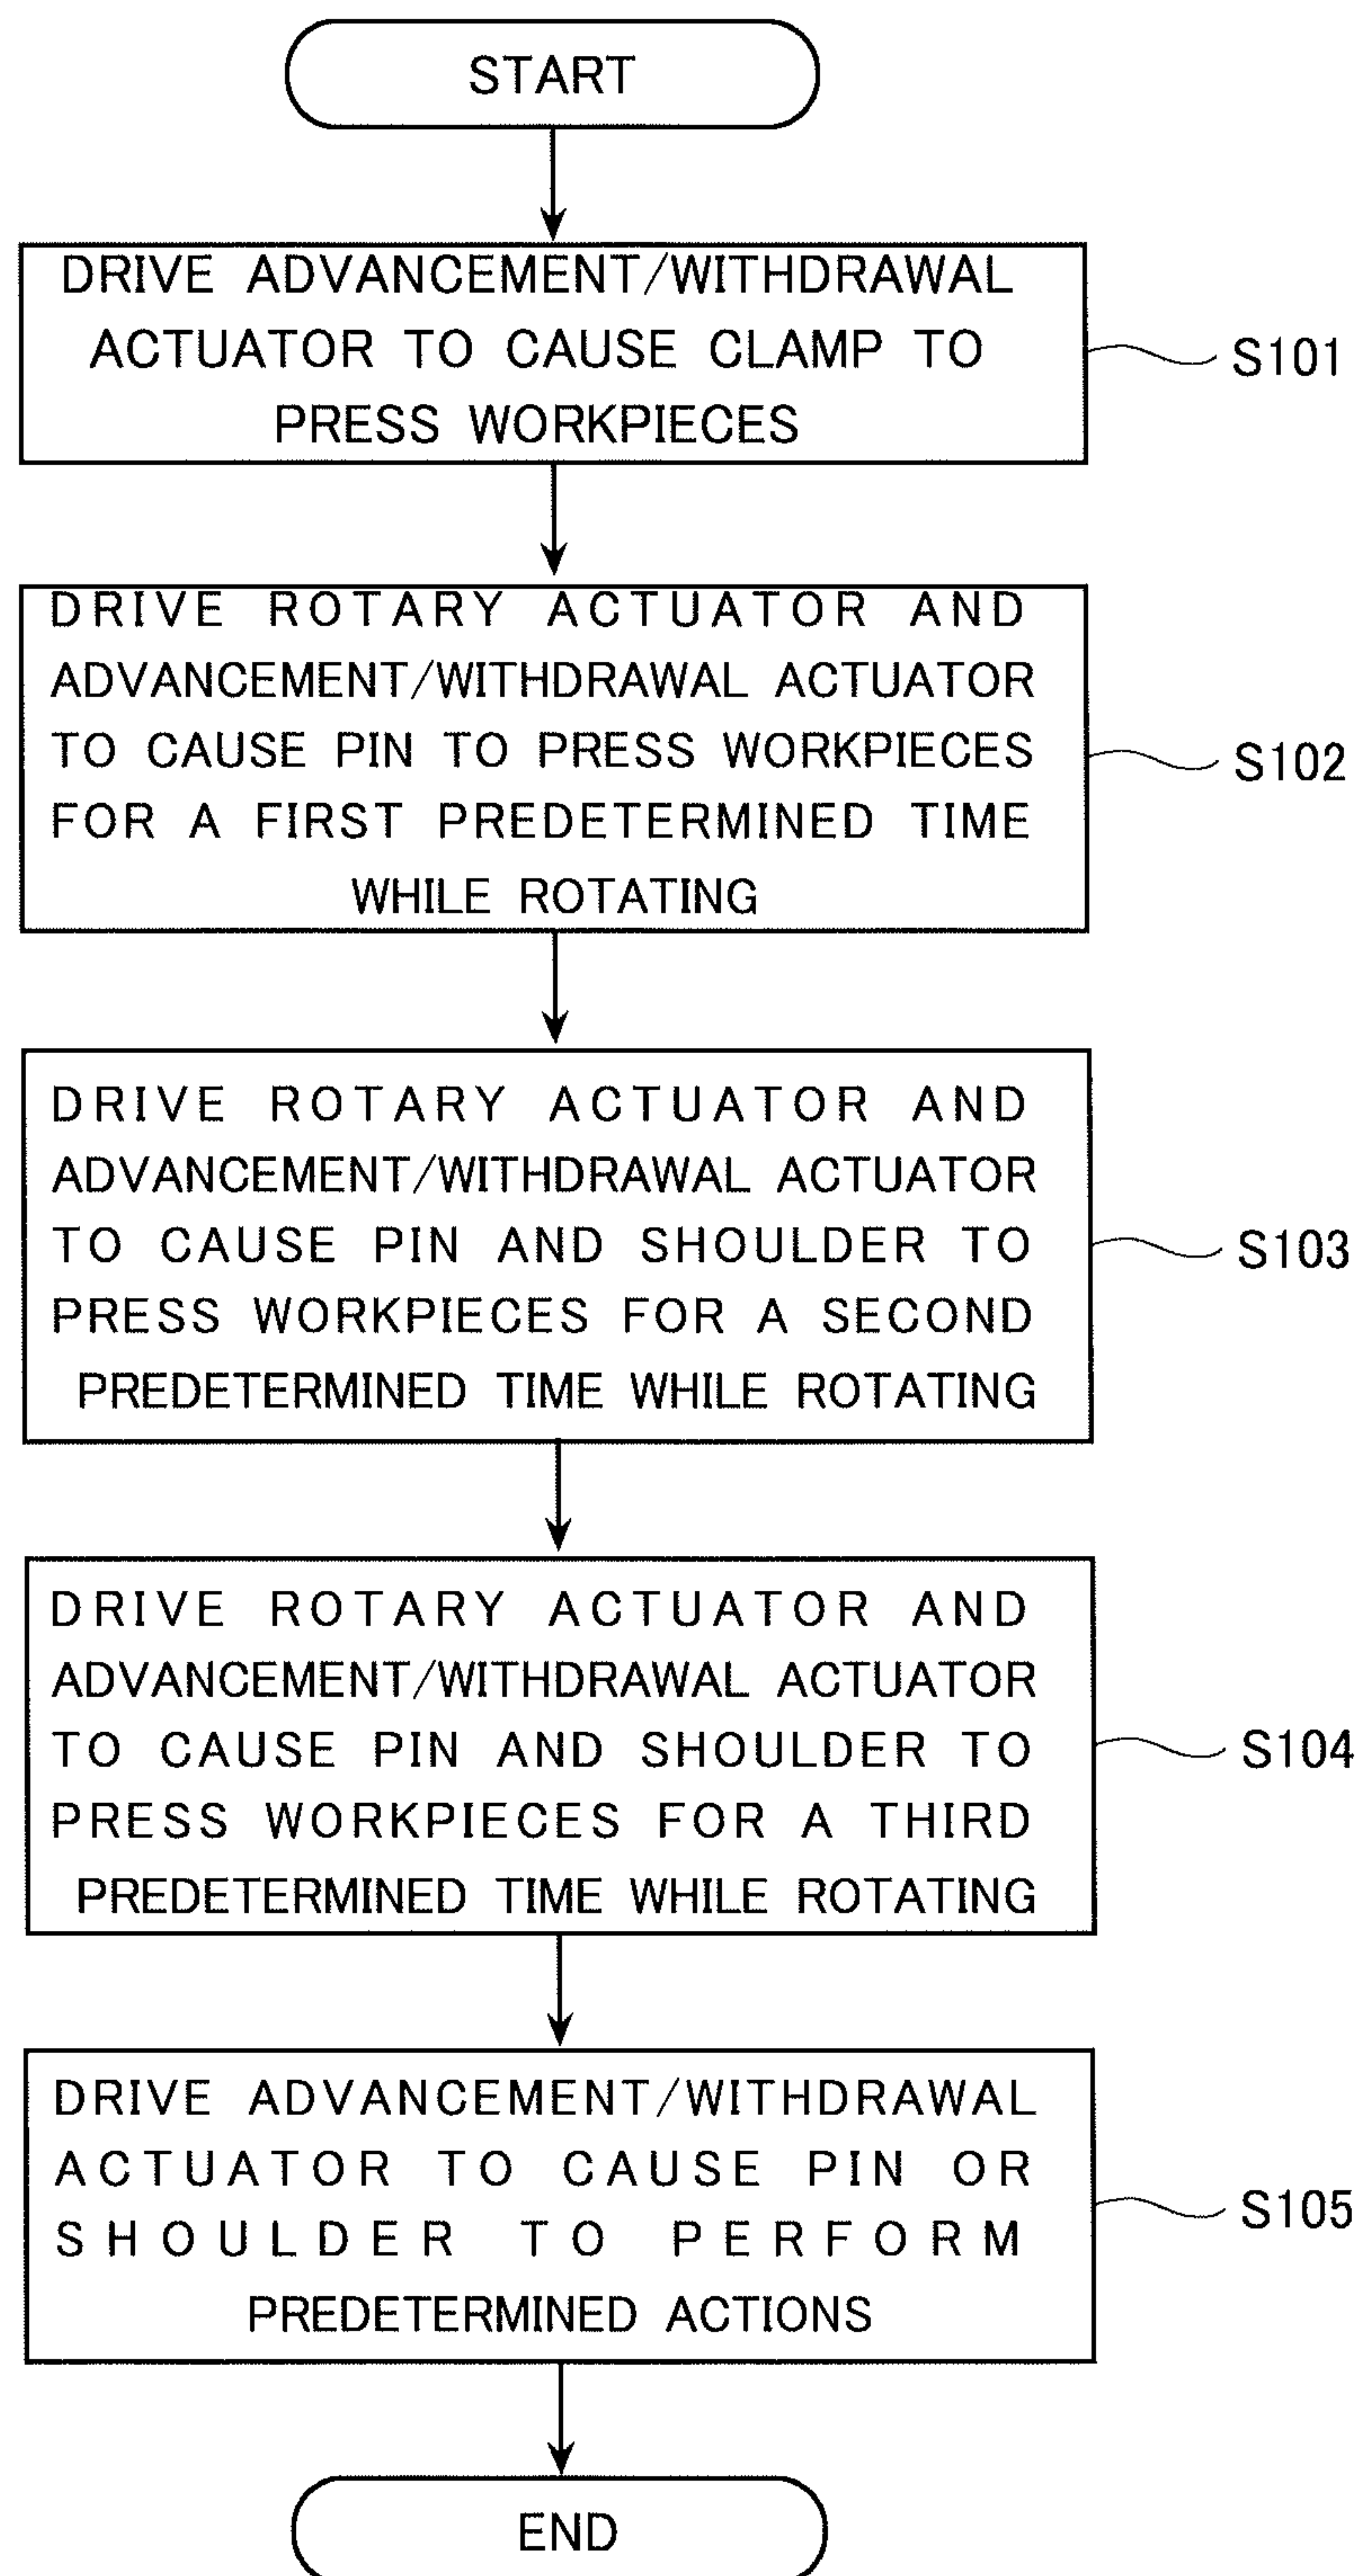 START
DRIVE ADVANCEMENT/WITHDRAWAL
ACTUATOR TO CAUSE CLAMP TO
PRESS WORKPIECES
S101
DRIVE ROTARY ACTUATOR AND
ADVANCEMENT/WITHDRAWAL ACTUATOR
TO CAUSE PIN TO PRESS WORKPIECES
FOR A FIRST PREDETERMINED TIME
WHILE ROTATING
S102
DRIVE ROTARY ACTUATOR AND
ADVANCEMENT/WITHDRAWAL ACTUATOR
TO CAUSE PIN AND SHOULDER TO
PRESS WORKPIECES FOR A SECOND
PREDETERMINED TIME WHILE ROTATING
S103
DRIVE ROTARY ACTUATOR AND
ADVANCEMENT/WITHDRAWAL ACTUATOR
TO CAUSE PIN AND SHOULDER TO
PRESS WORKPIECES FOR A THIRD
PREDETERMINED TIME WHILE ROTATING
S104
DRIVE ADVANCEMENT/WITHDRAWAL
ACTUATOR TO CAUSE PIN OR
SHOULDER TO PERFORM
PREDETERMINED ACTIONS
S105
END